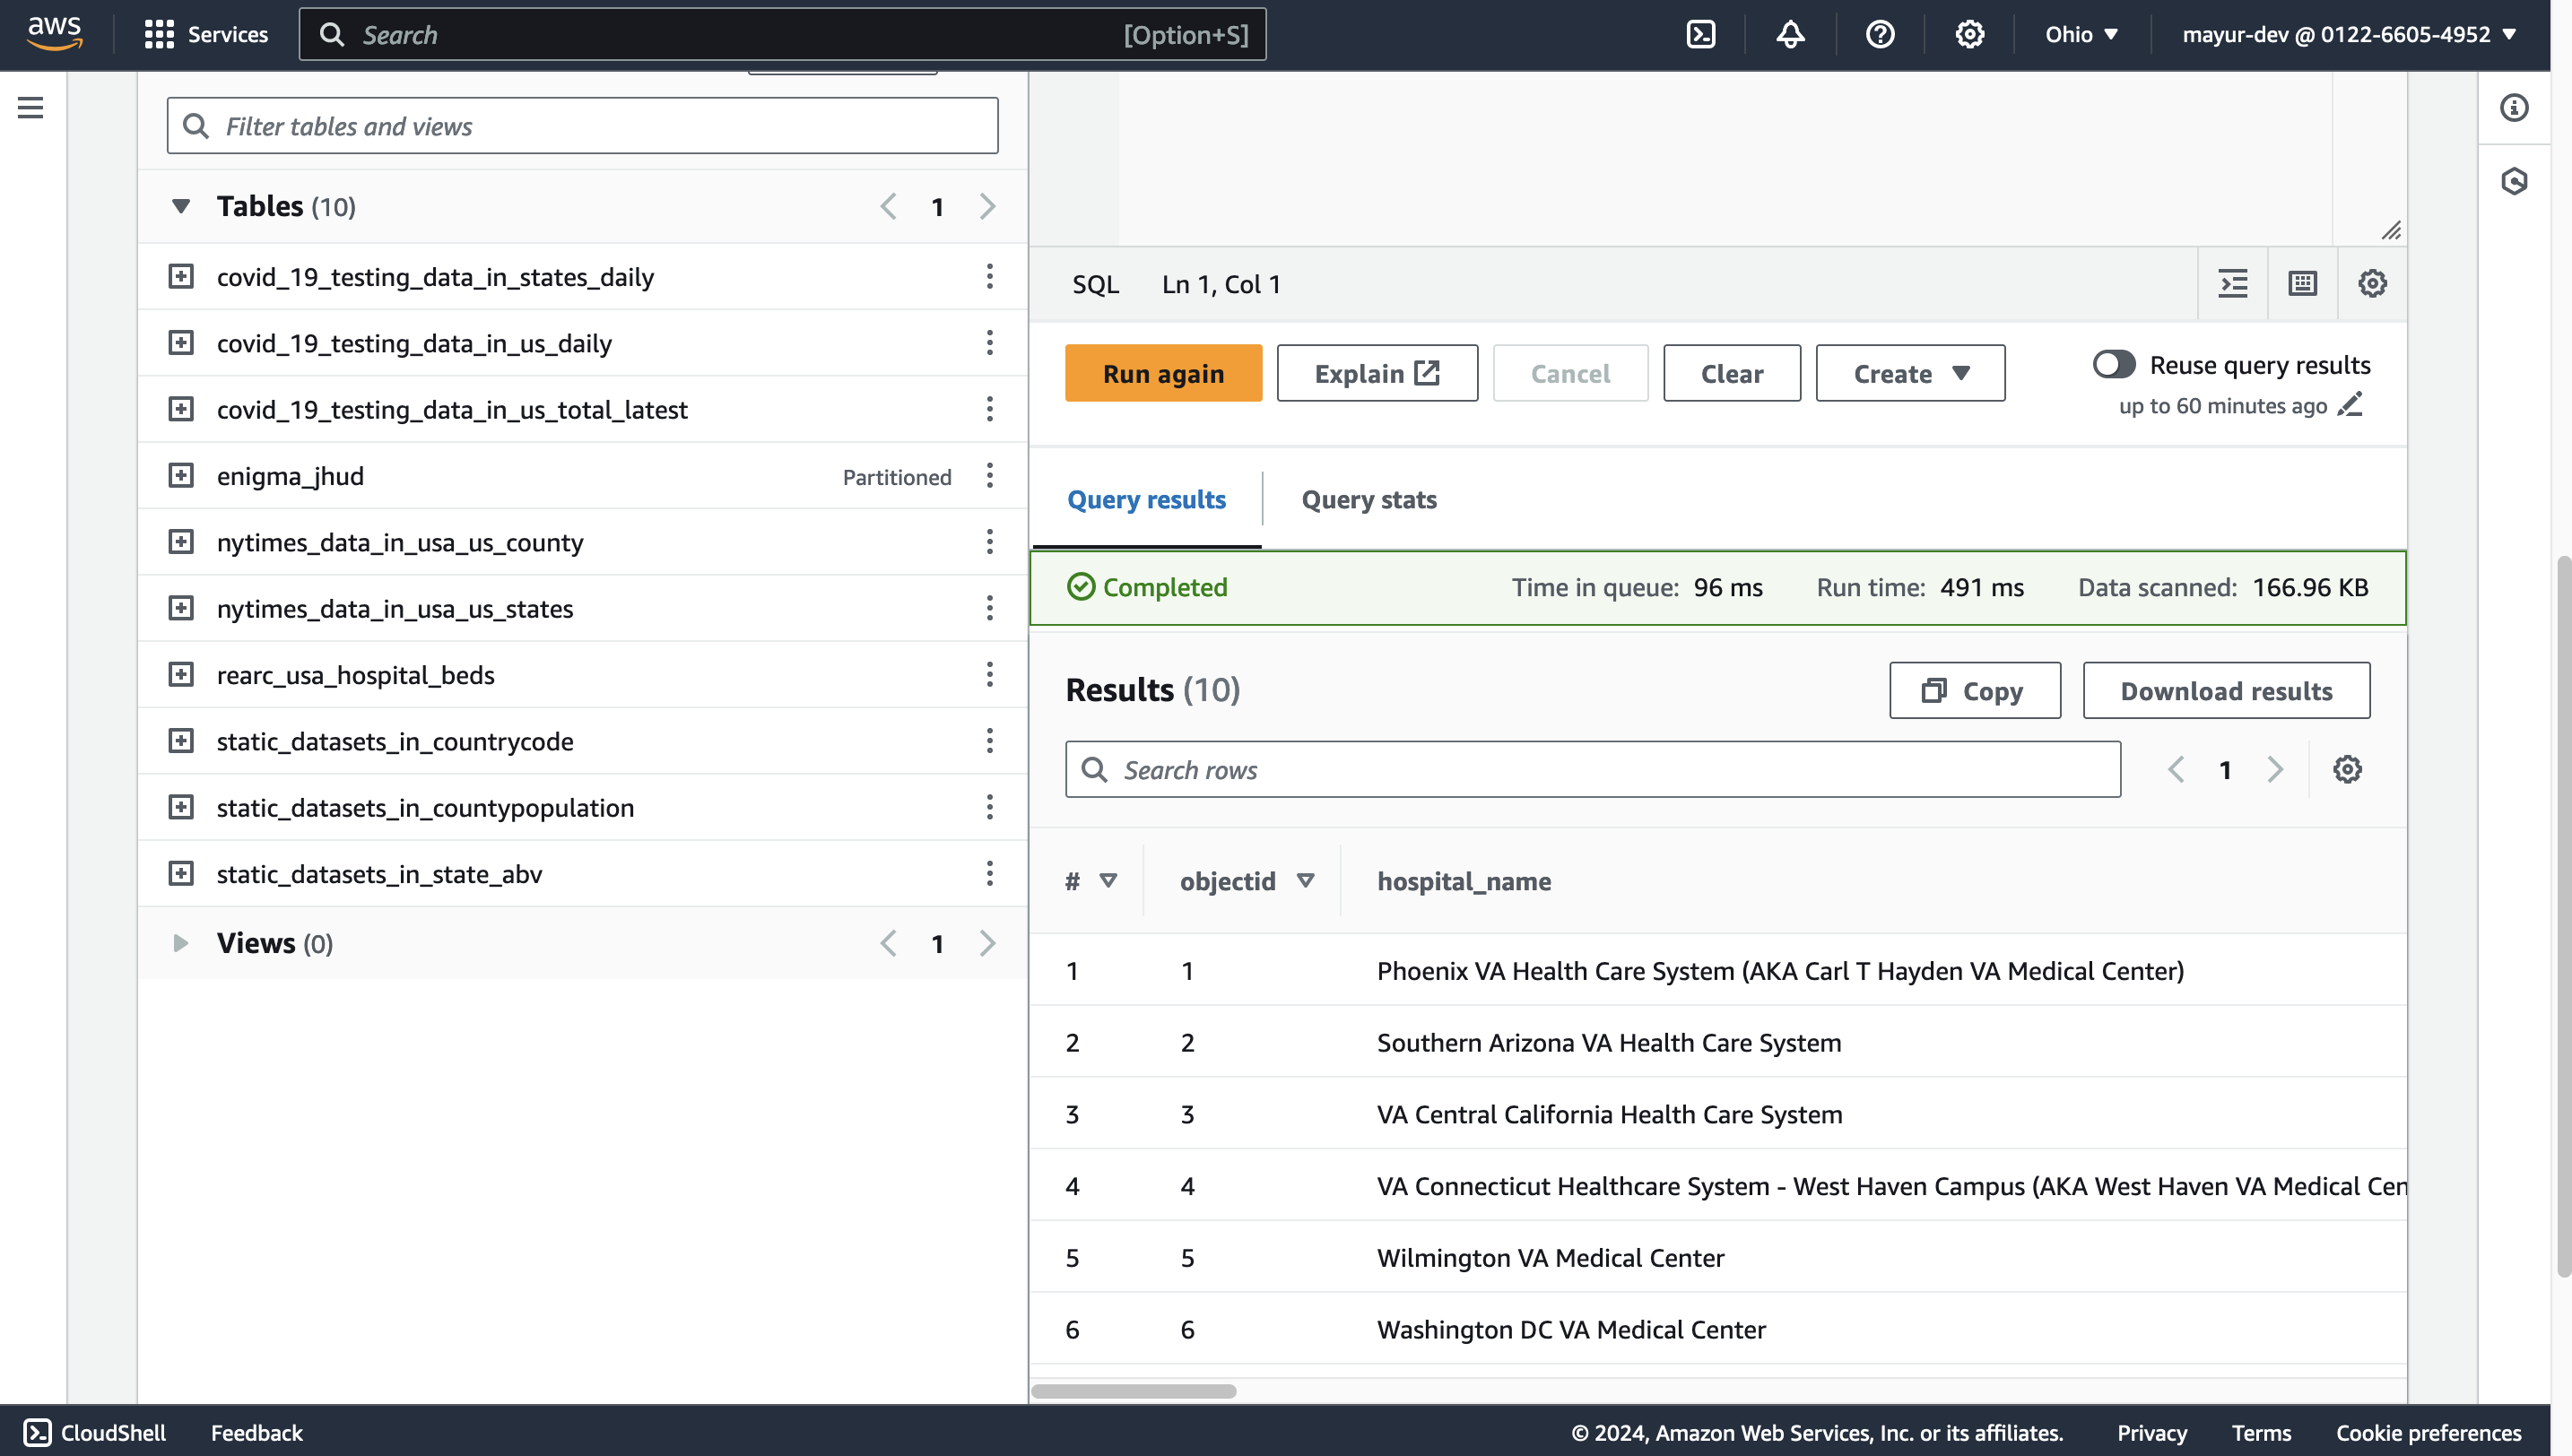 aws
Services
Search
[Option+S]
Ohio
mayur-dev @ 0122-6605-4952
Filter tables and views
Tables (10)
1
covid_19_testing_data_in_states_daily
covid_19_testing_data_in_us_daily
covid_19_testing_data_in_us_total_latest
enigma_jhud
Partitioned
nytimes_data_in_usa_us_county
nytimes_data_in_usa_us_states
rearc_usa_hospital_beds
static_datasets_in_countrycode
static_datasets_in_countypopulation
static_datasets_in_state_abv
Views (0)
1
SQL
Ln 1, Col 1
Run again
Explain
Cancel
Clear
Create
Reuse query results
up to 60 minutes ago
Query results
Query stats
Completed
Time in queue: 96 ms
Run time: 491 ms
Data scanned: 166.96 KB
Results (10)
Copy
Download results
Search rows
1
# objectid hospital_name
1 1 Phoenix VA Health Care System (AKA Carl T Hayden VA Medical Center)
2 2 Southern Arizona VA Health Care System
3 3 VA Central California Health Care System
4 4 VA Connecticut Healthcare System - West Haven Campus (AKA West Haven VA Medical Cen
5 5 Wilmington VA Medical Center
6 6 Washington DC VA Medical Center
CloudShell
Feedback
© 2024, Amazon Web Services, Inc. or its affiliates.
Privacy
Terms
Cookie preferences